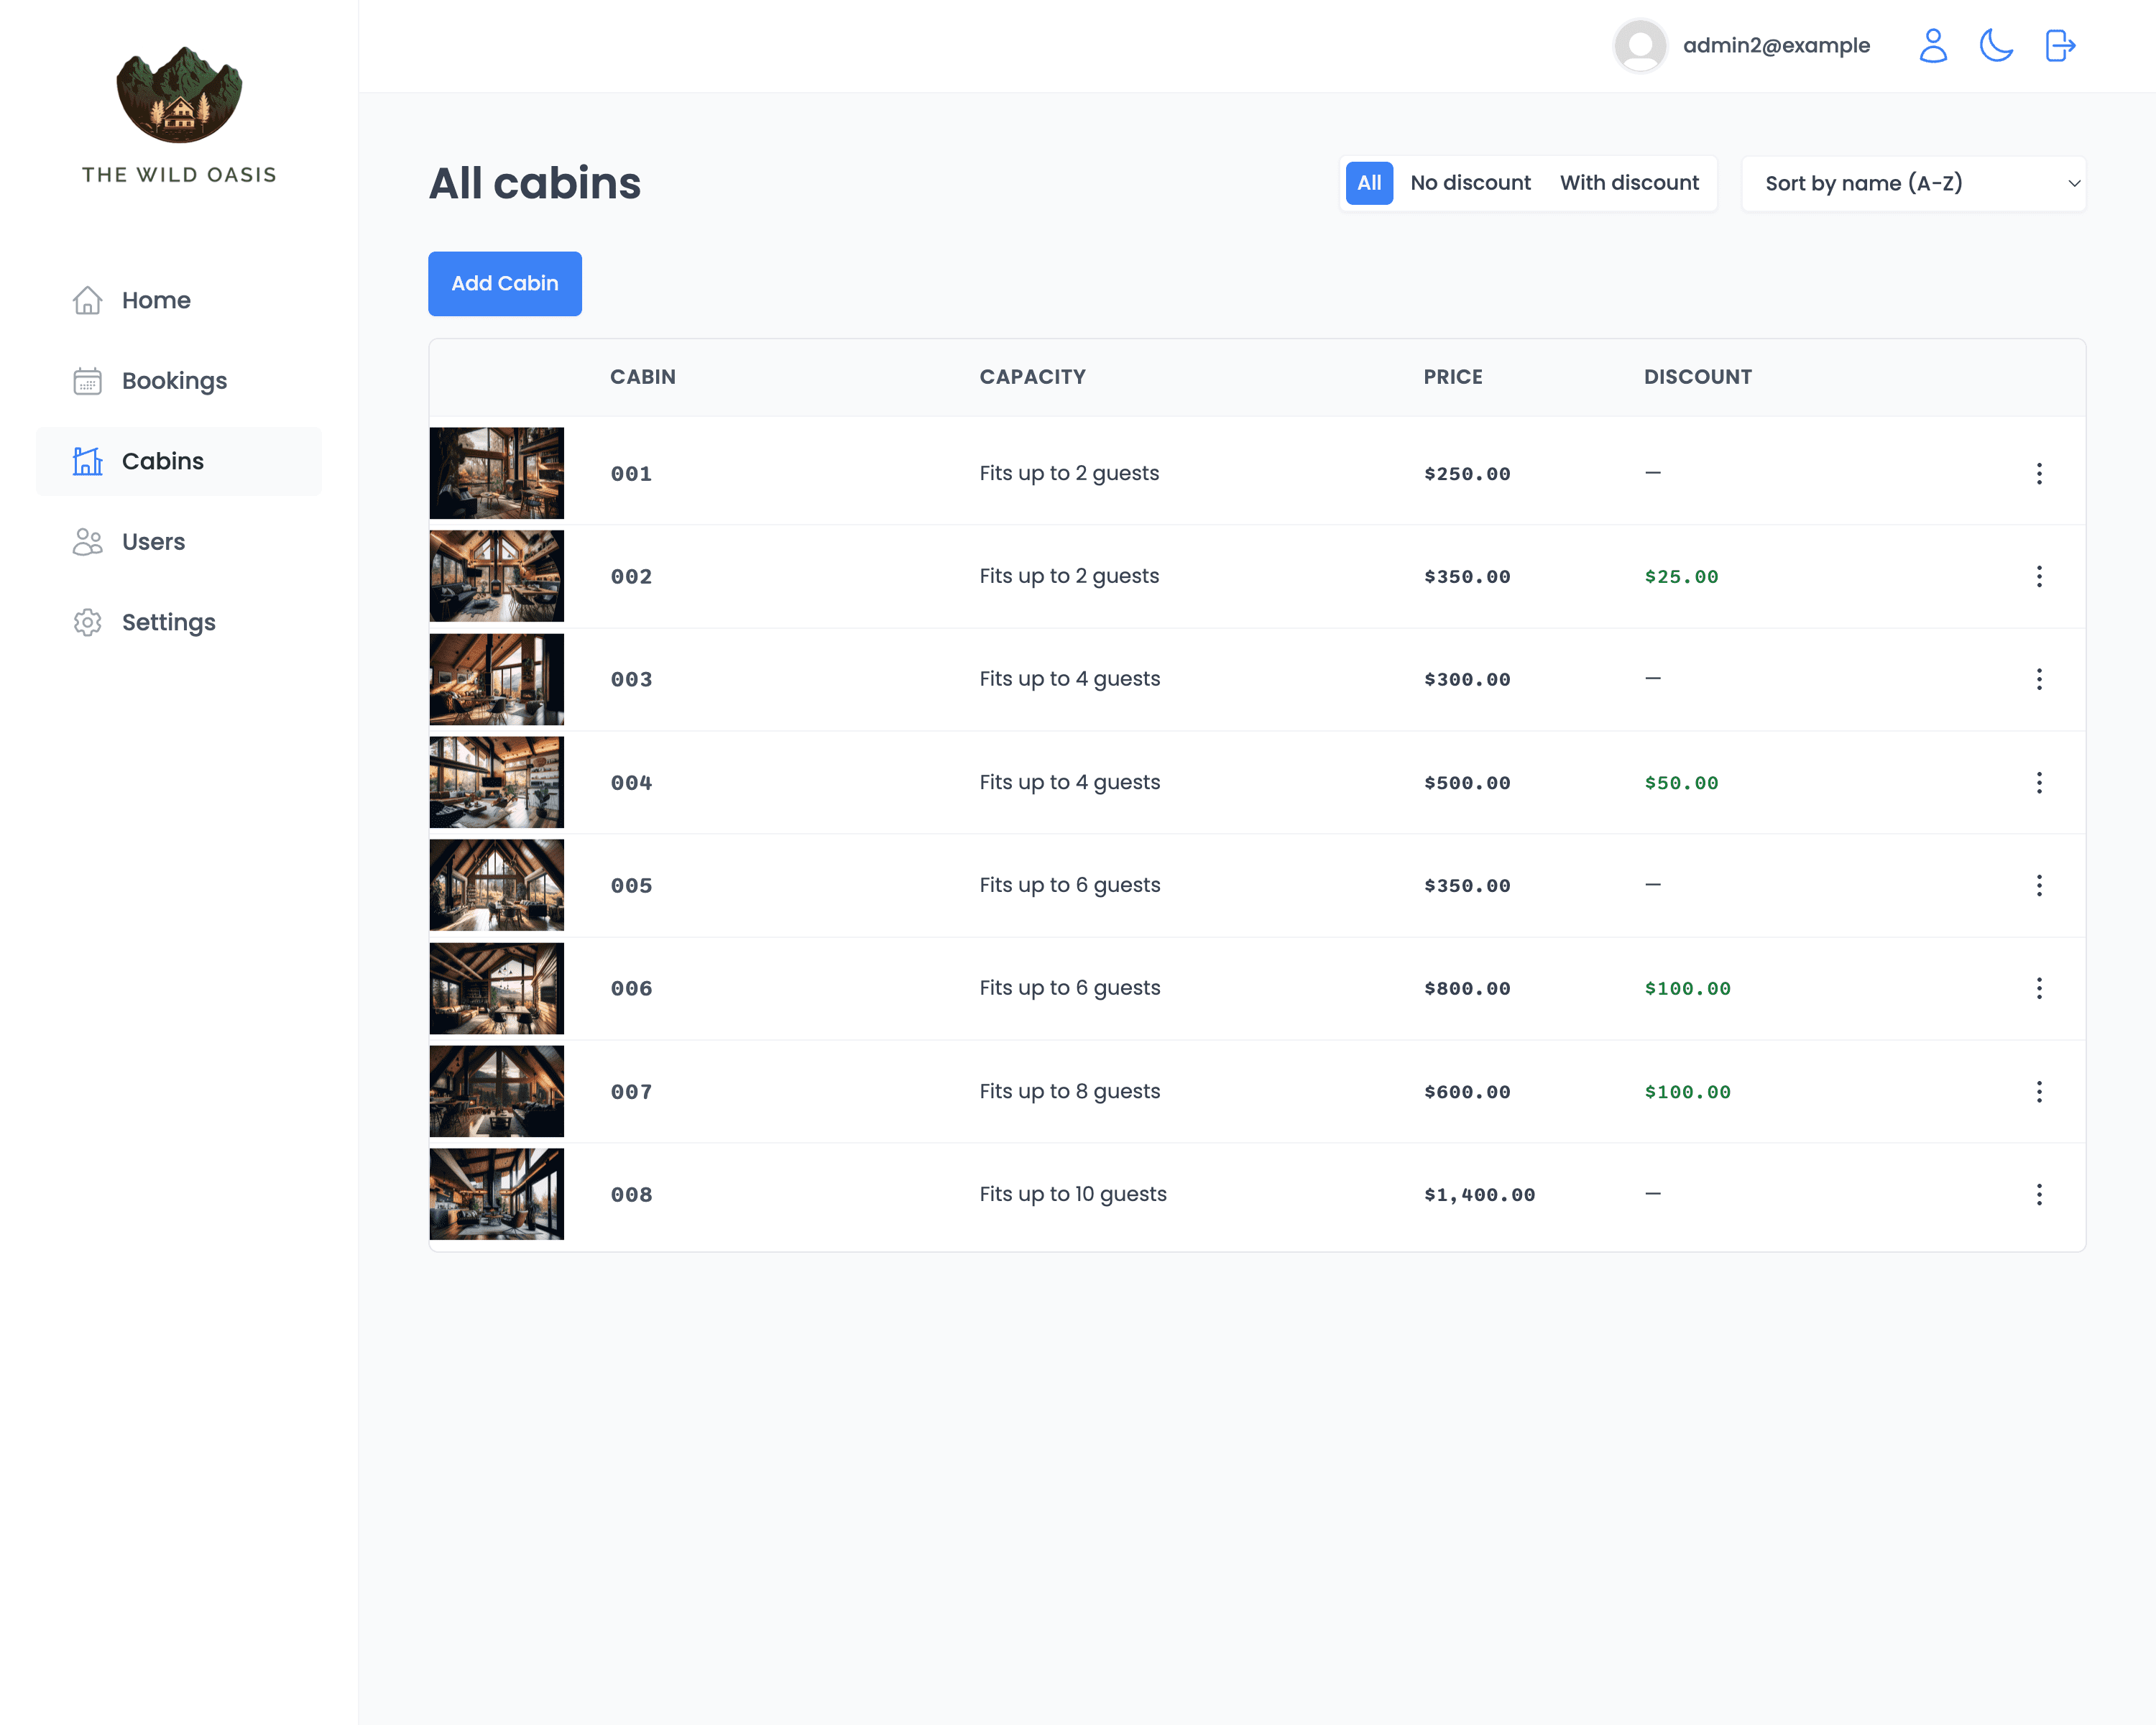 THE WILD OASIS
Home
Bookings
Cabins
Users
Settings
admin2@example
All cabins
All No discount With discount
Sort by name (A-Z)
Add Cabin
CABIN CAPACITY PRICE DISCOUNT
001 Fits up to 2 guests $250.00 —
002 Fits up to 2 guests $350.00 $25.00
003 Fits up to 4 guests $300.00 —
004 Fits up to 4 guests $500.00 $50.00
005 Fits up to 6 guests $350.00 —
006 Fits up to 6 guests $800.00 $100.00
007 Fits up to 8 guests $600.00 $100.00
008 Fits up to 10 guests $1,400.00 —